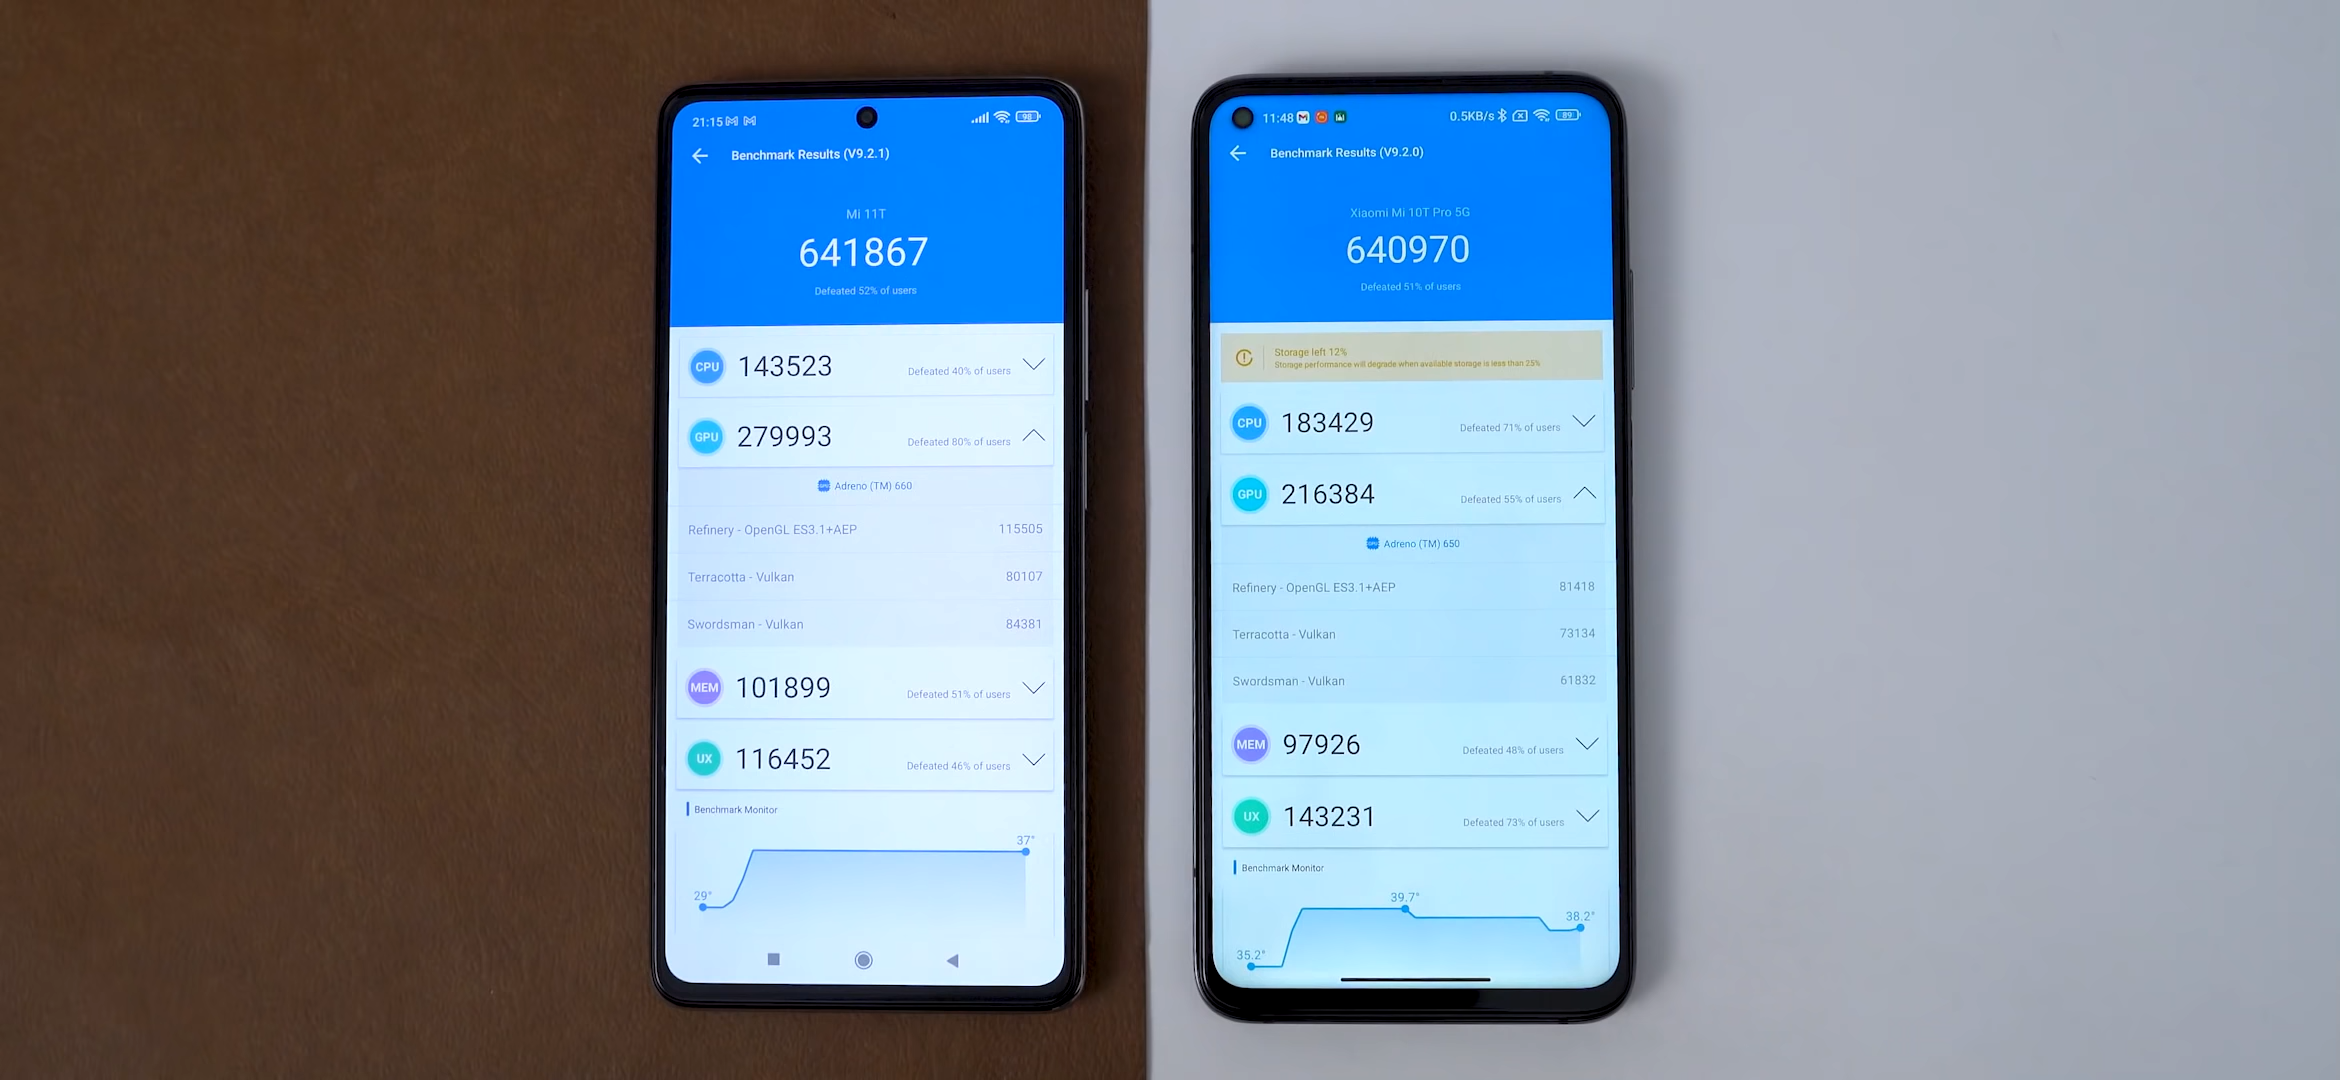 21:15
98
Benchmark Results (V9.2.1)
Mi 11T
641867
Defeated 52% of users
CPU 143523 Defeated 40% of users
GPU 279993 Defeated 80% of users
Adreno (TM) 660
Refinery - OpenGL ES3.1+AEP 115505
Terracotta - Vulkan 80107
Swordsman - Vulkan 84381
MEM 101899 Defeated 51% of users
UX 116452 Defeated 46% of users
Benchmark Monitor
37°
29°
11:48 0.5KB/s 89
Benchmark Results (V9.2.0)
Xiaomi Mi 10T Pro 5G
640970
Defeated 51% of users
Storage left 12%
Storage performance will degrade when available storage is less than 25%
CPU 183429 Defeated 71% of users
GPU 216384 Defeated 55% of users
Adreno (TM) 650
Refinery - OpenGL ES3.1+AEP 81418
Terracotta - Vulkan 73134
Swordsman - Vulkan 61832
MEM 97926 Defeated 48% of users
UX 143231 Defeated 73% of users
Benchmark Monitor
39.7°
38.2°
35.2°